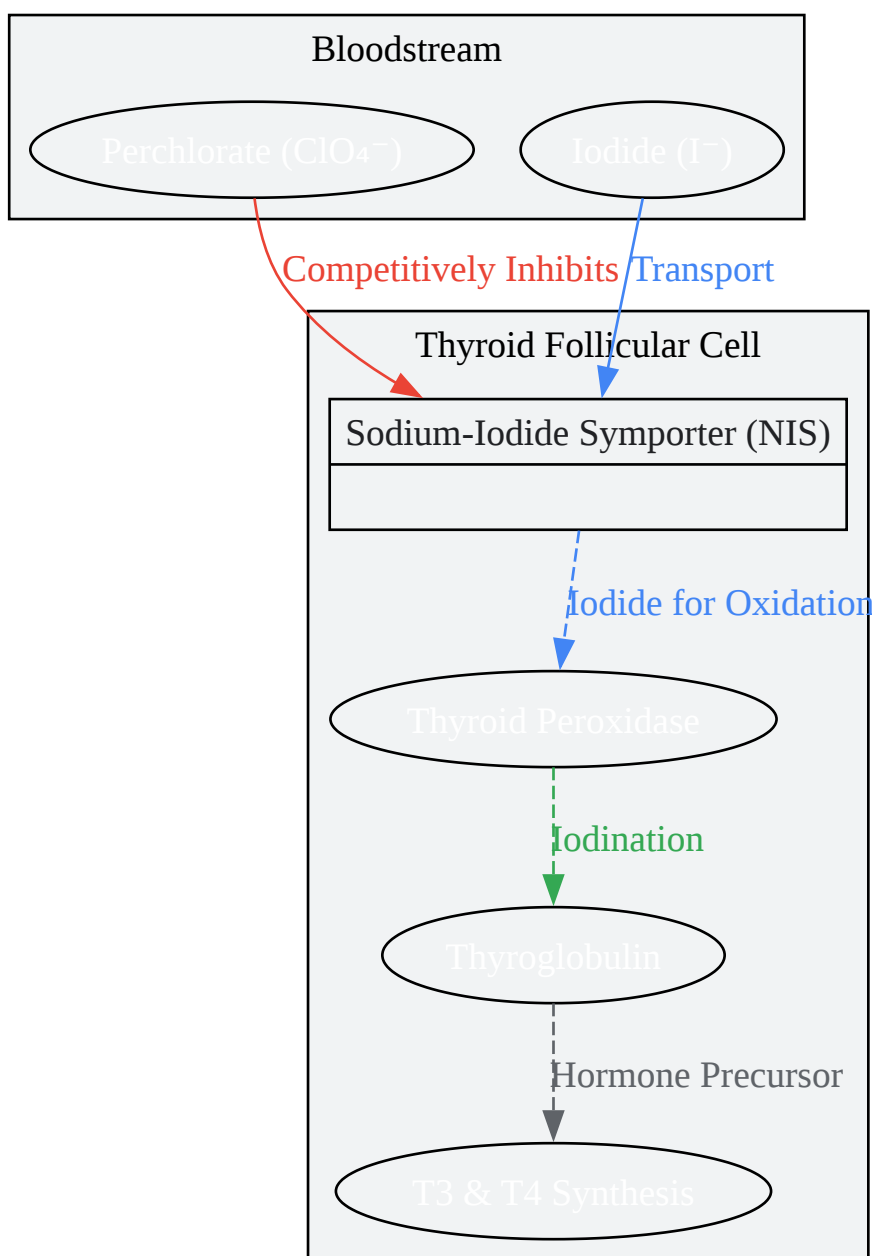 Bloodstream
Perchlorate (ClO₄⁻)
Iodide (I⁻)
Competitively Inhibits
Transport
Thyroid Follicular Cell
Sodium-Iodide Symporter (NIS)
Iodide for Oxidation
Thyroid Peroxidase
Iodination
Thyroglobulin
Hormone Precursor
T3 & T4 Synthesis